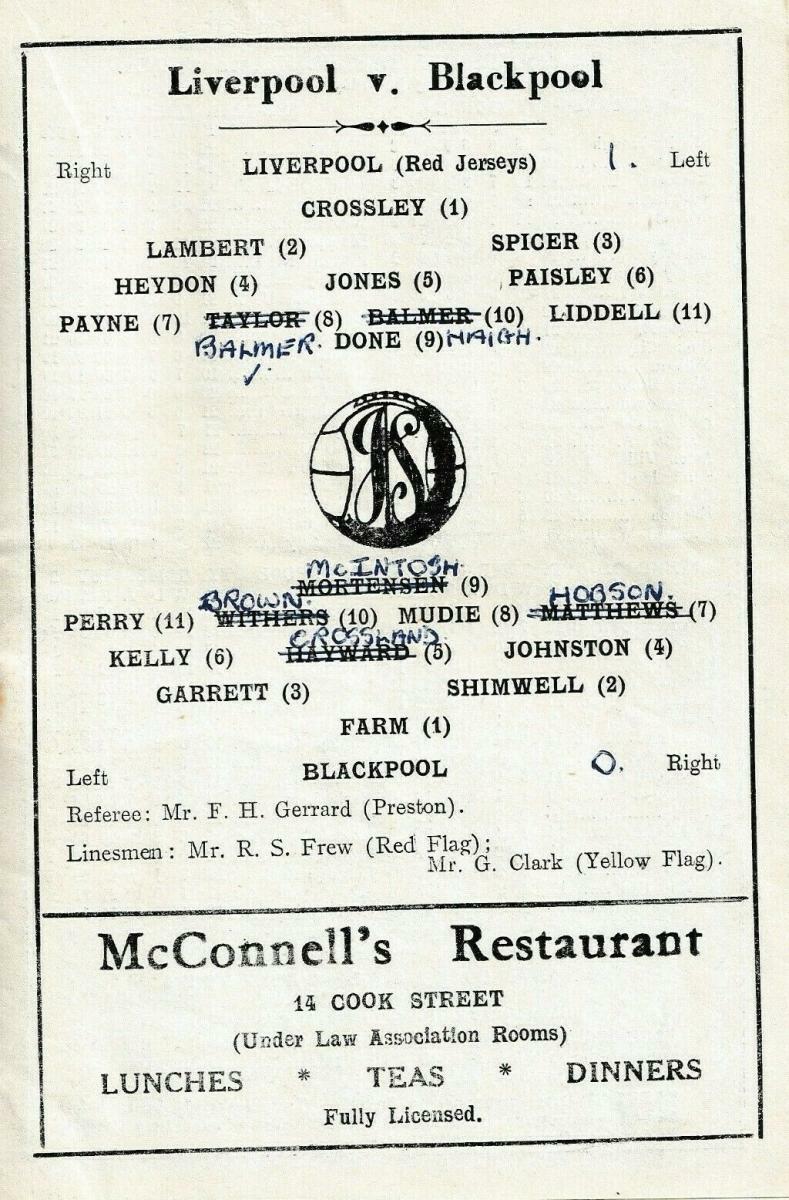 Liverpool v. Blackpool
Right LIVERPOOL (Red Jerseys) 1. Left
CROSSLEY (1)
LAMBERT (2) SPICER (3)
HEYDON (4) JONES (5) PAISLEY (6)
PAYNE (7) TAYLOR (8) BALMER (10) LIDDELL (11)
BALMER. DONE (9) HAIGH.
McINTOSH.
MORTENSEN (9)
BROWN. HOBSON.
PERRY (11) WITHERS (10) MUDIE (8) MATTHEWS (7)
CROSSLAND.
KELLY (6) HAYWARD (5) JOHNSTON (4)
GARRETT (3) SHIMWELL (2)
FARM (1)
Left BLACKPOOL 0. Right
Referee: Mr. F. H. Gerrard (Preston).
Linesmen: Mr. R. S. Frew (Red Flag);
Mr. G. Clark (Yellow Flag).
McConnell's Restaurant
14 COOK STREET
(Under Law Association Rooms)
LUNCHES * TEAS * DINNERS
Fully Licensed.